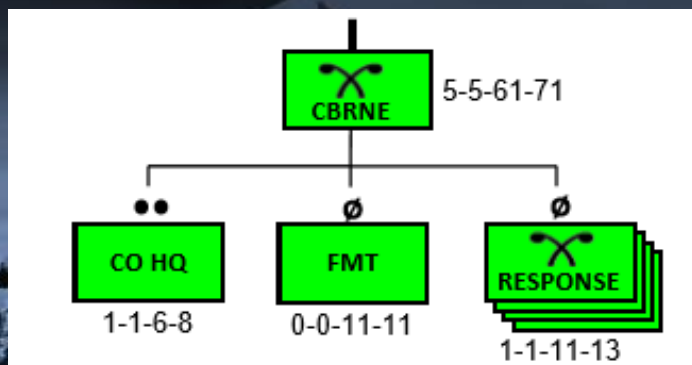 CBRNE
5-5-61-71
CO HQ
FMT
RESPONSE
1-1-6-8
0-0-11-11
1-1-11-13